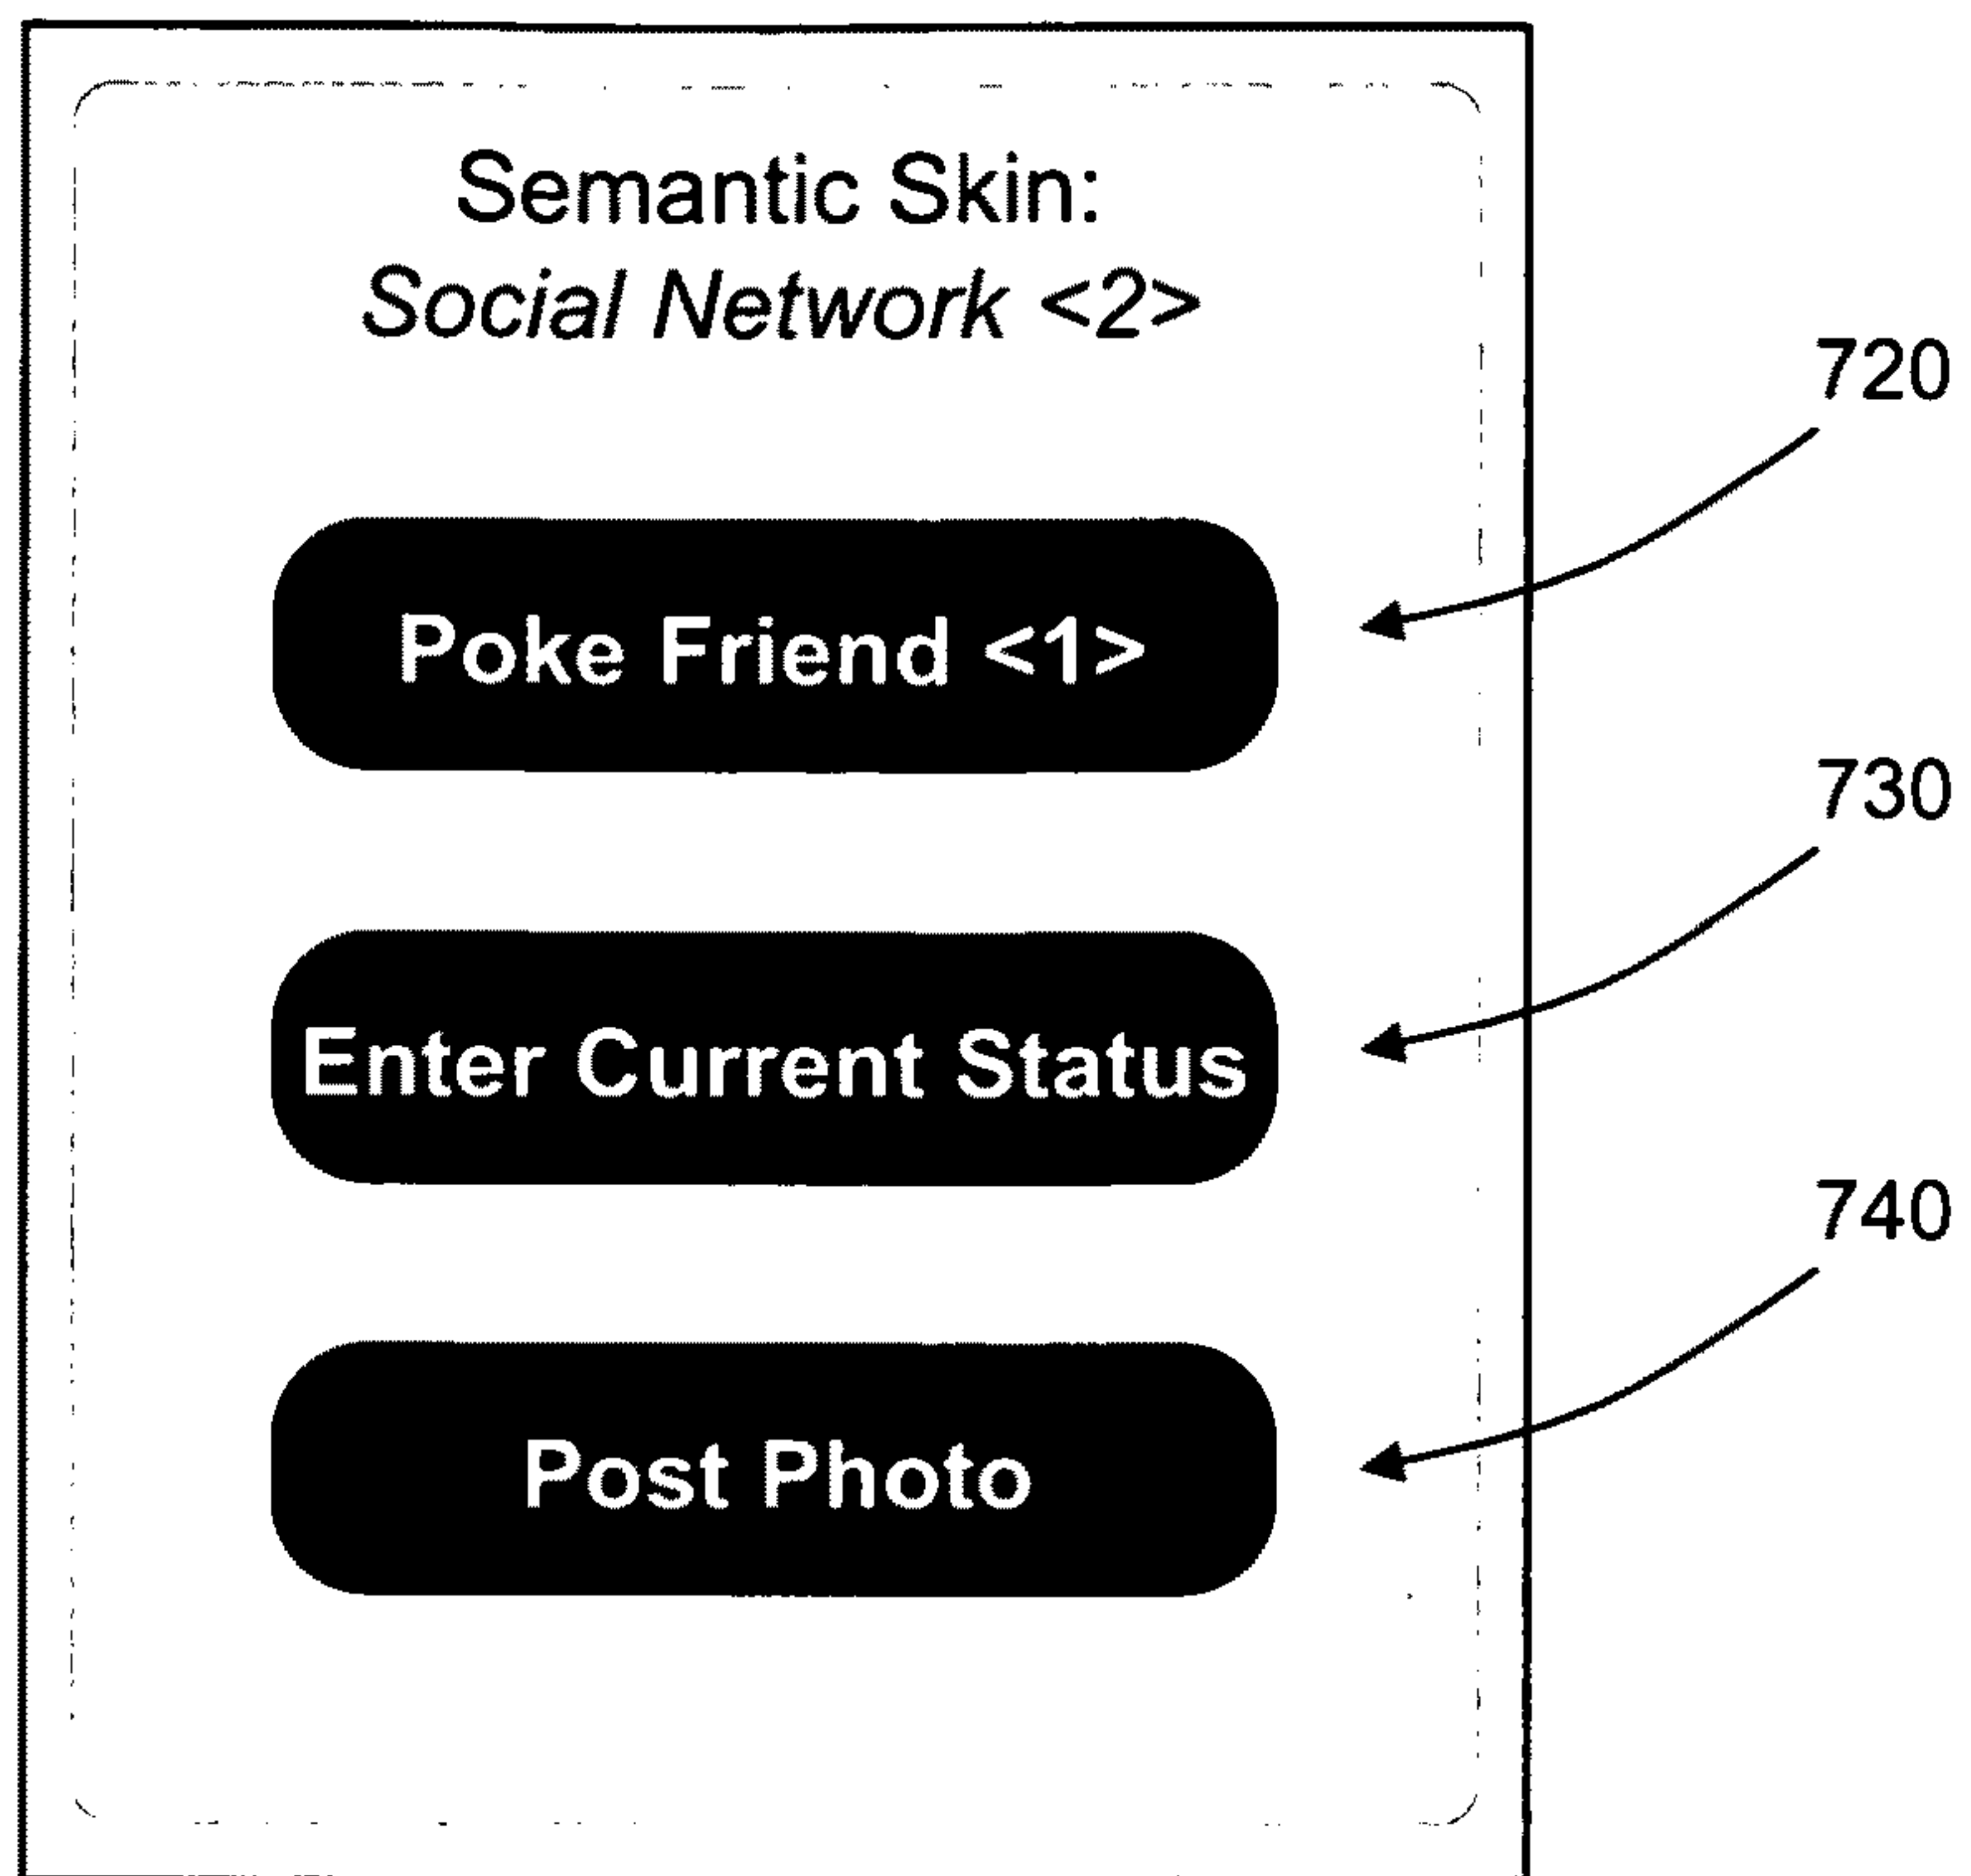 Semantic Skin:
Social Network <2>
720
Poke Friend <1>
730
Enter Current Status
740
Post Photo